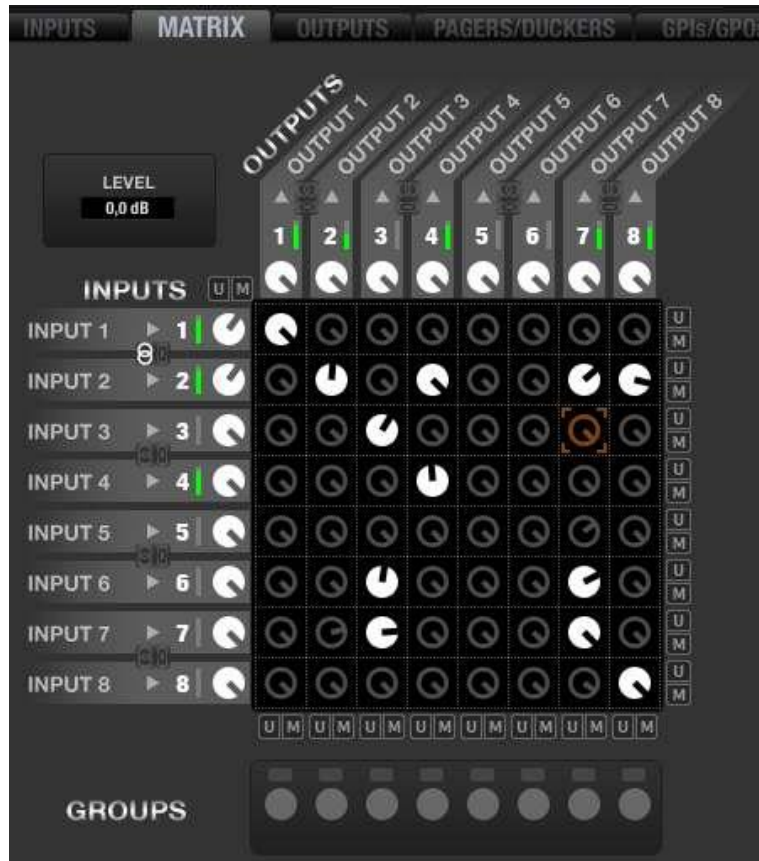 INPUTS MATRIX OUTPUTS PAGERS/DUCKERS GPIs/GPOs
OUTPUTS OUTPUT 1 OUTPUT 2 OUTPUT 3 OUTPUT 4 OUTPUT 5 OUTPUT 6 OUTPUT 7 OUTPUT 8
LEVEL
0,0 dB
1 2 3 4 5 6 7 8
INPUTS U M
INPUT 1 1 U M
INPUT 2 2 U M
INPUT 3 3 U M
INPUT 4 4 U M
INPUT 5 5 U M
INPUT 6 6 U M
INPUT 7 7 U M
INPUT 8 8 U M
U M U M U M U M U M U M U M U M
GROUPS